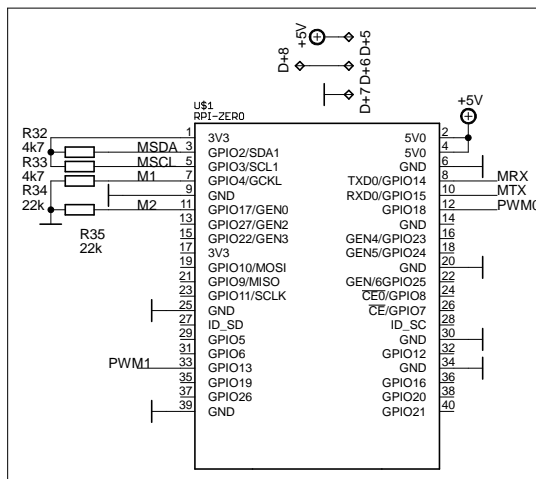 +5V
D+8
D+5
D+6
D+7
+5V
U$1
RPI-ZERO
R32
4k7
R33
4k7
R34
22k
R35
22k
MSDA
MSCL
M1
M2
PWM1
MRX
MTX
PWM0
1 3V3 5V0 2
3 GPIO2/SDA1 5V0 4
5 GPIO3/SCL1 GND 6
7 GPIO4/GCKL TXD0/GPIO14 8
9 GND RXD0/GPIO15 10
11 GPIO17/GEN0 GPIO18 12
13 GPIO27/GEN2 GND 14
15 GPIO22/GEN3 GEN4/GPIO23 16
17 3V3 GEN5/GPIO24 18
19 GPIO10/MOSI GND 20
21 GPIO9/MISO GEN/6GPIO25 22
23 GPIO11/SCLK CE0/GPIO8 24
25 GND CE/GPIO7 26
27 ID_SD ID_SC 28
29 GPIO5 GND 30
31 GPIO6 GPIO12 32
33 GPIO13 GND 34
35 GPIO19 GPIO16 36
37 GPIO26 GPIO20 38
39 GND GPIO21 40